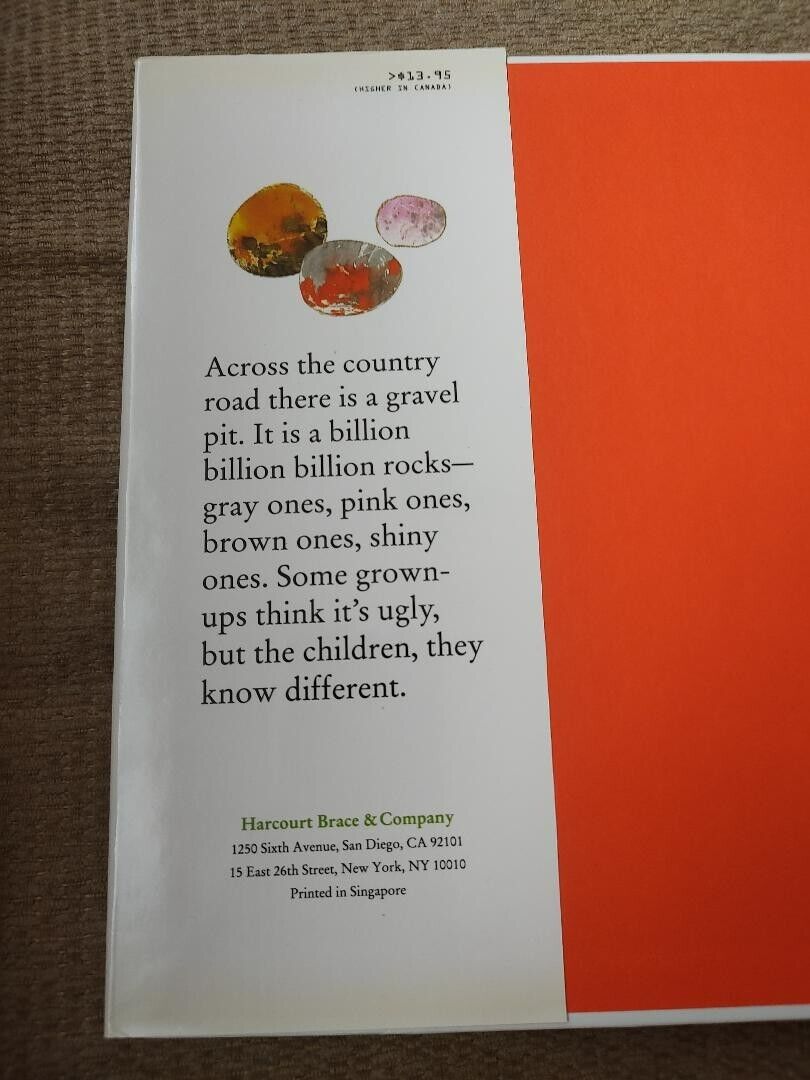 >$13.95
(HIGHER IN CANADA)
Across the country
road there is a gravel
pit. It is a billion
billion billion rocks—
gray ones, pink ones,
brown ones, shiny
ones. Some grown-
ups think it's ugly,
but the children, they
know different.
Harcourt Brace & Company
1250 Sixth Avenue, San Diego, CA 92101
15 East 26th Street, New York, NY 10010
Printed in Singapore